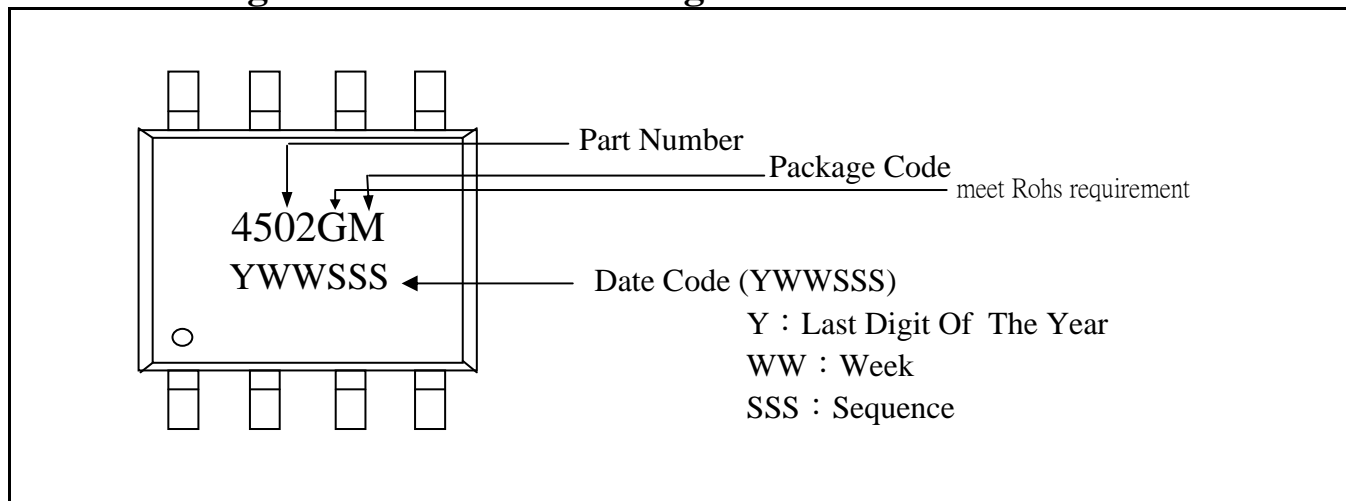 Part Number
Package Code
meet Rohs requirement
4502GM
YWWSSS
Date Code (YWWSSS)
Y：Last Digit Of The Year
WW：Week
SSS：Sequence